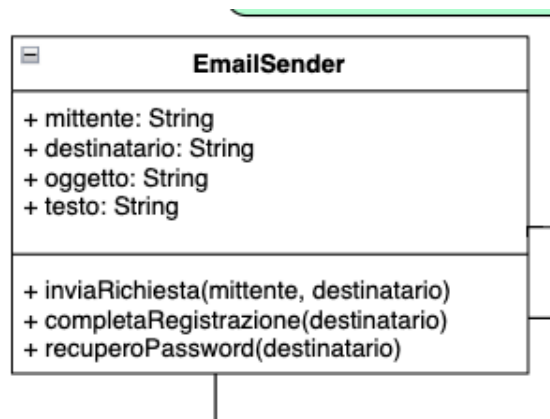 EmailSender
+ mittente: String
+ destinatario: String
+ oggetto: String
+ testo: String
+ inviaRichiesta(mittente, destinatario)
+ completaRegistrazione(destinatario)
+ recuperoPassword(destinatario)